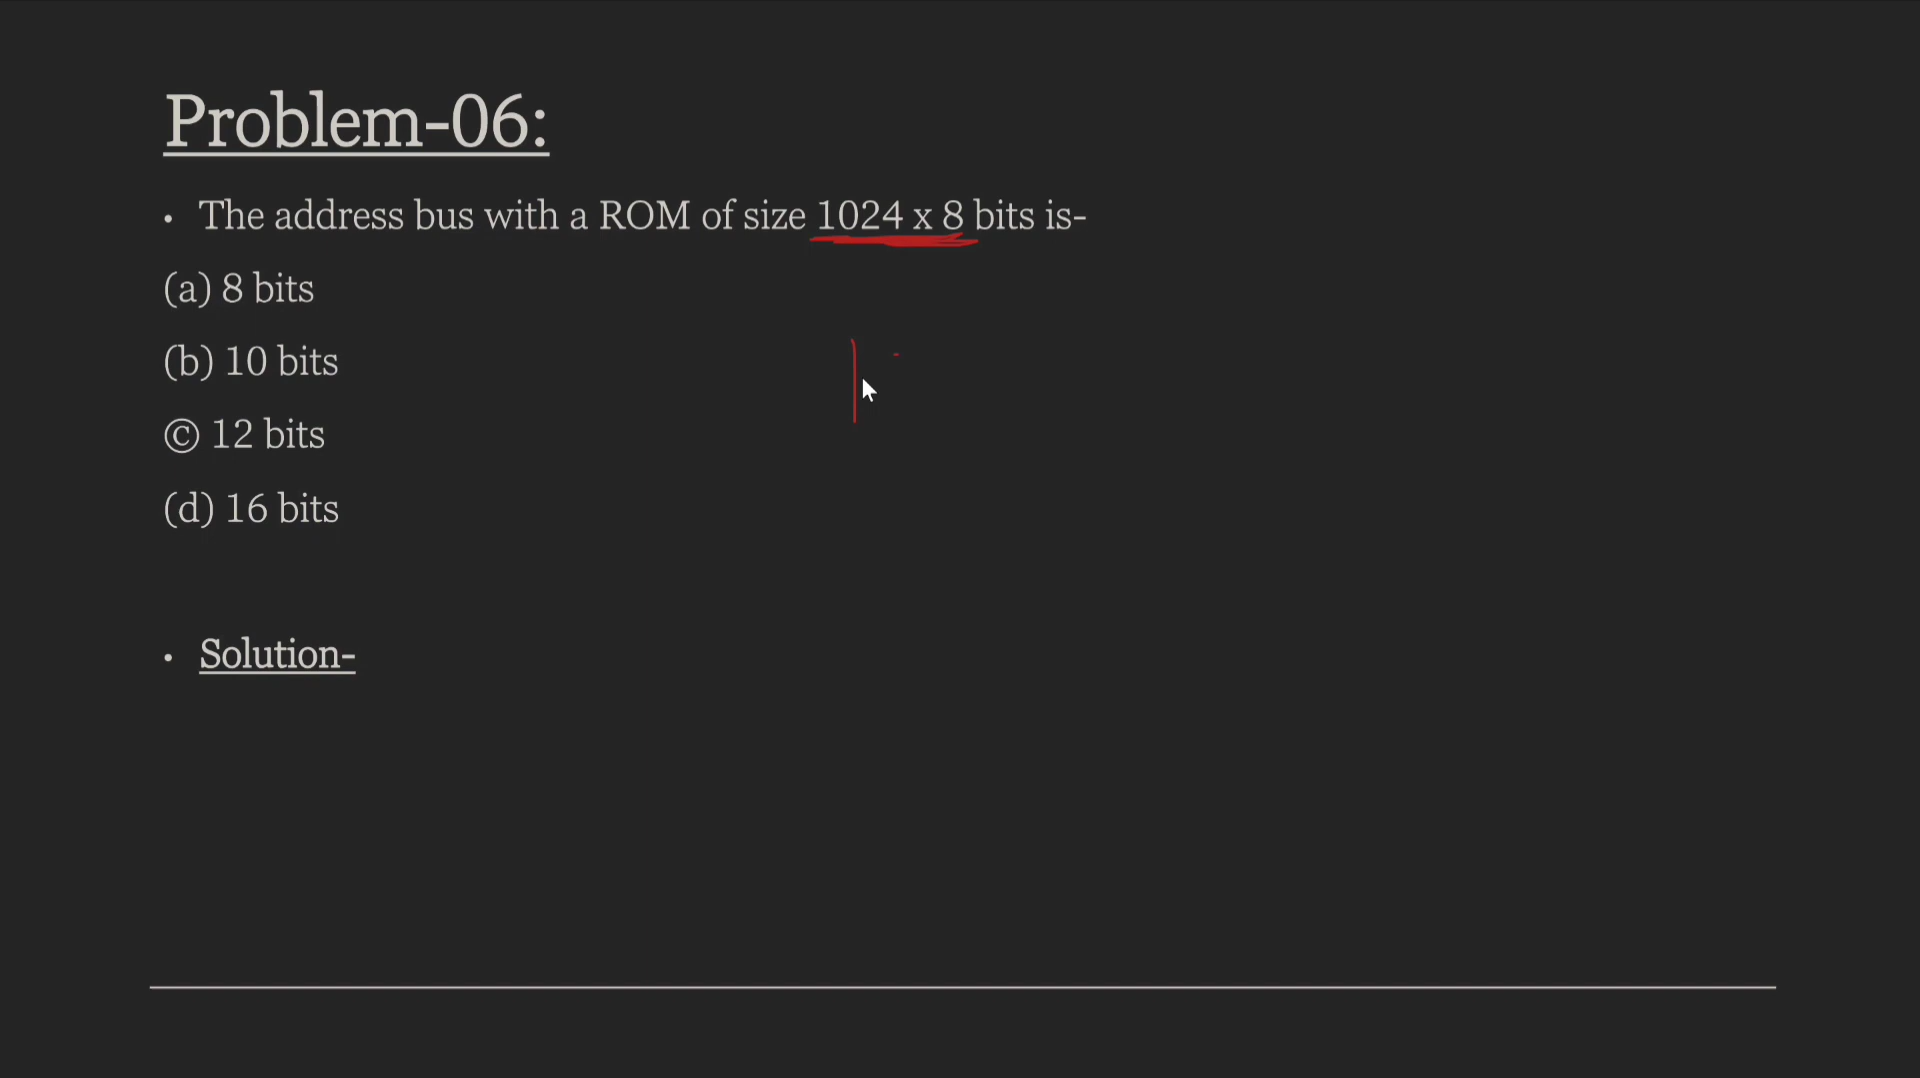 Problem-06:
• The address bus with a ROM of size 1024 x 8 bits is-
(a) 8 bits
(b) 10 bits
© 12 bits
(d) 16 bits
• Solution-